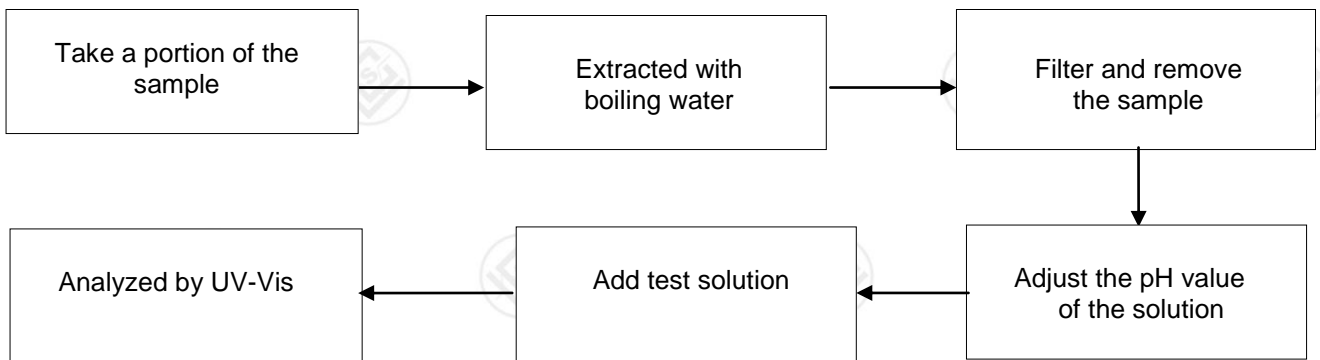 Take a portion of the
sample
Extracted with
boiling water
Filter and remove
the sample
Adjust the pH value
of the solution
Add test solution
Analyzed by UV-Vis